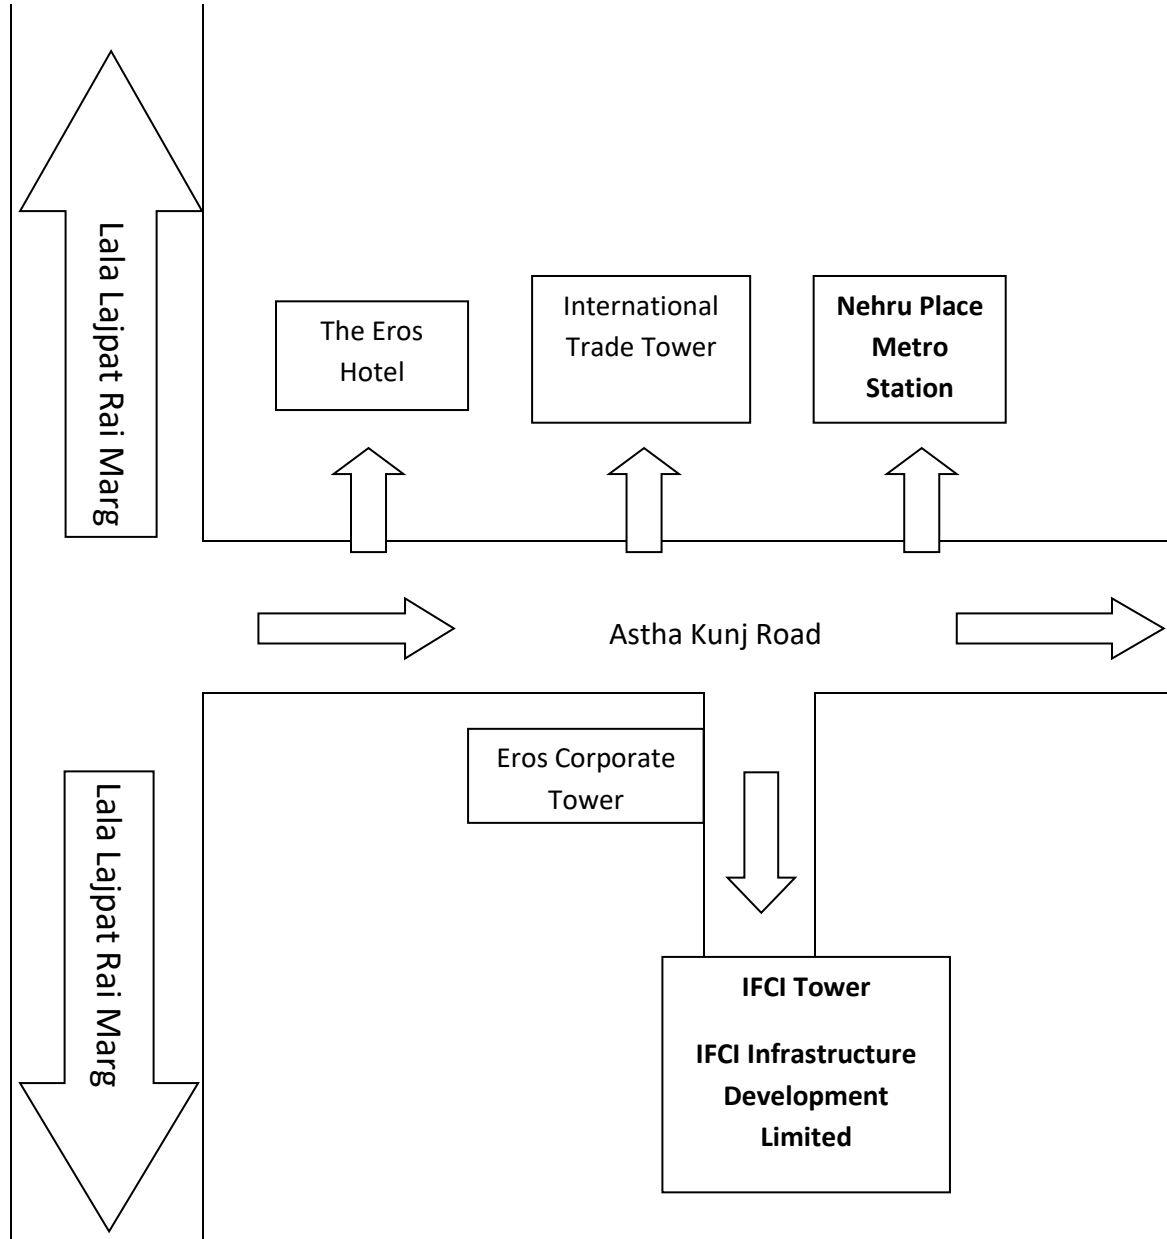 Lala Lajpat Rai Marg
The Eros
Hotel
International
Trade Tower
Nehru Place
Metro
Station
Astha Kunj Road
Eros Corporate
Tower
Lala Lajpat Rai Marg
IFCI Tower
IFCI Infrastructure
Development
Limited